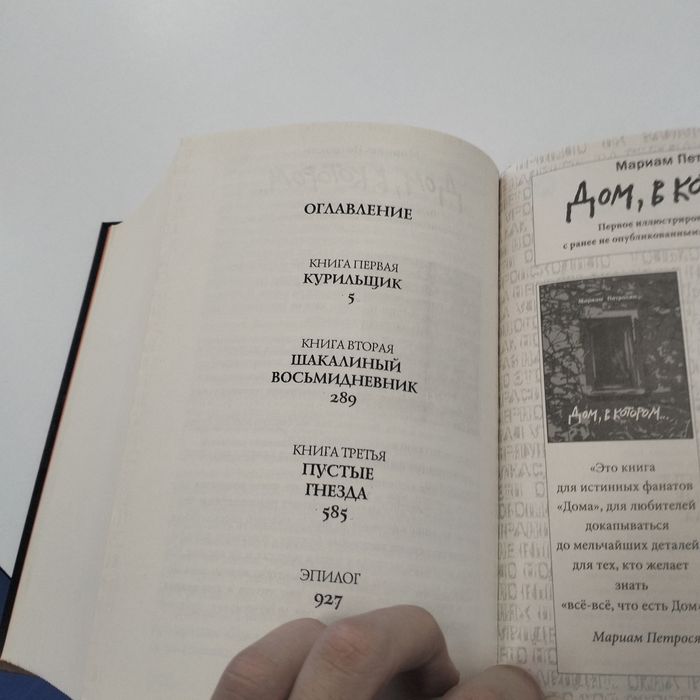 ОГЛАВЛЕНИЕ
КНИГА ПЕРВАЯ
КУРИЛЬЩИК
5
КНИГА ВТОРАЯ
ШАКАЛИНЫЙ
ВОСЬМИДНЕВНИК
289
КНИГА ТРЕТЬЯ
ПУСТЫЕ
ГНЕЗДА
585
ЭПИЛОГ
927
Мариам Пет
Дом, в ко
Первое иллюстриров
с ранее не опубликованными
Мариам Петросян
Дом, в котором...
«Это книга
для истинных фанатов
«Дома», для любителей
докапываться
до мельчайших деталей
для тех, кто желает
знать
«всё-всё, что есть Дом»
Мариам Петрося